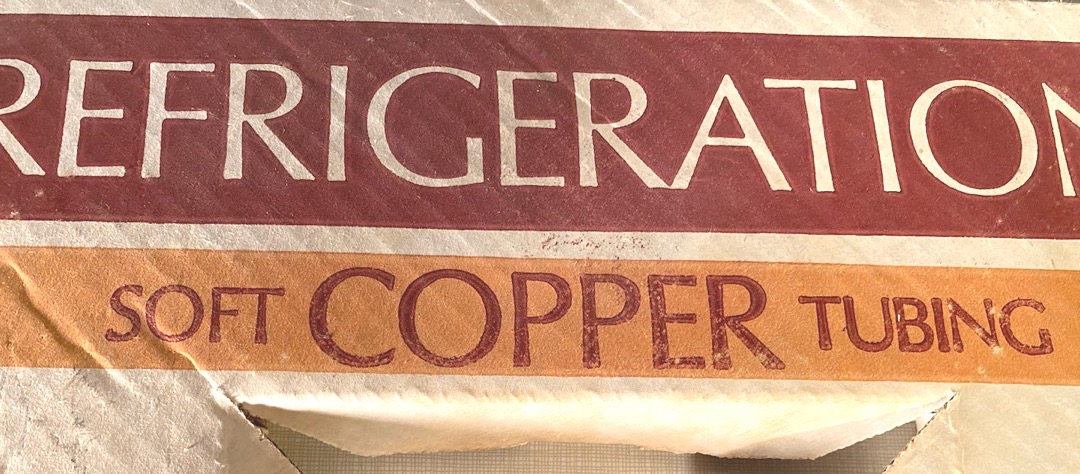 REFRIGERATION
SOFT COPPER TUBING